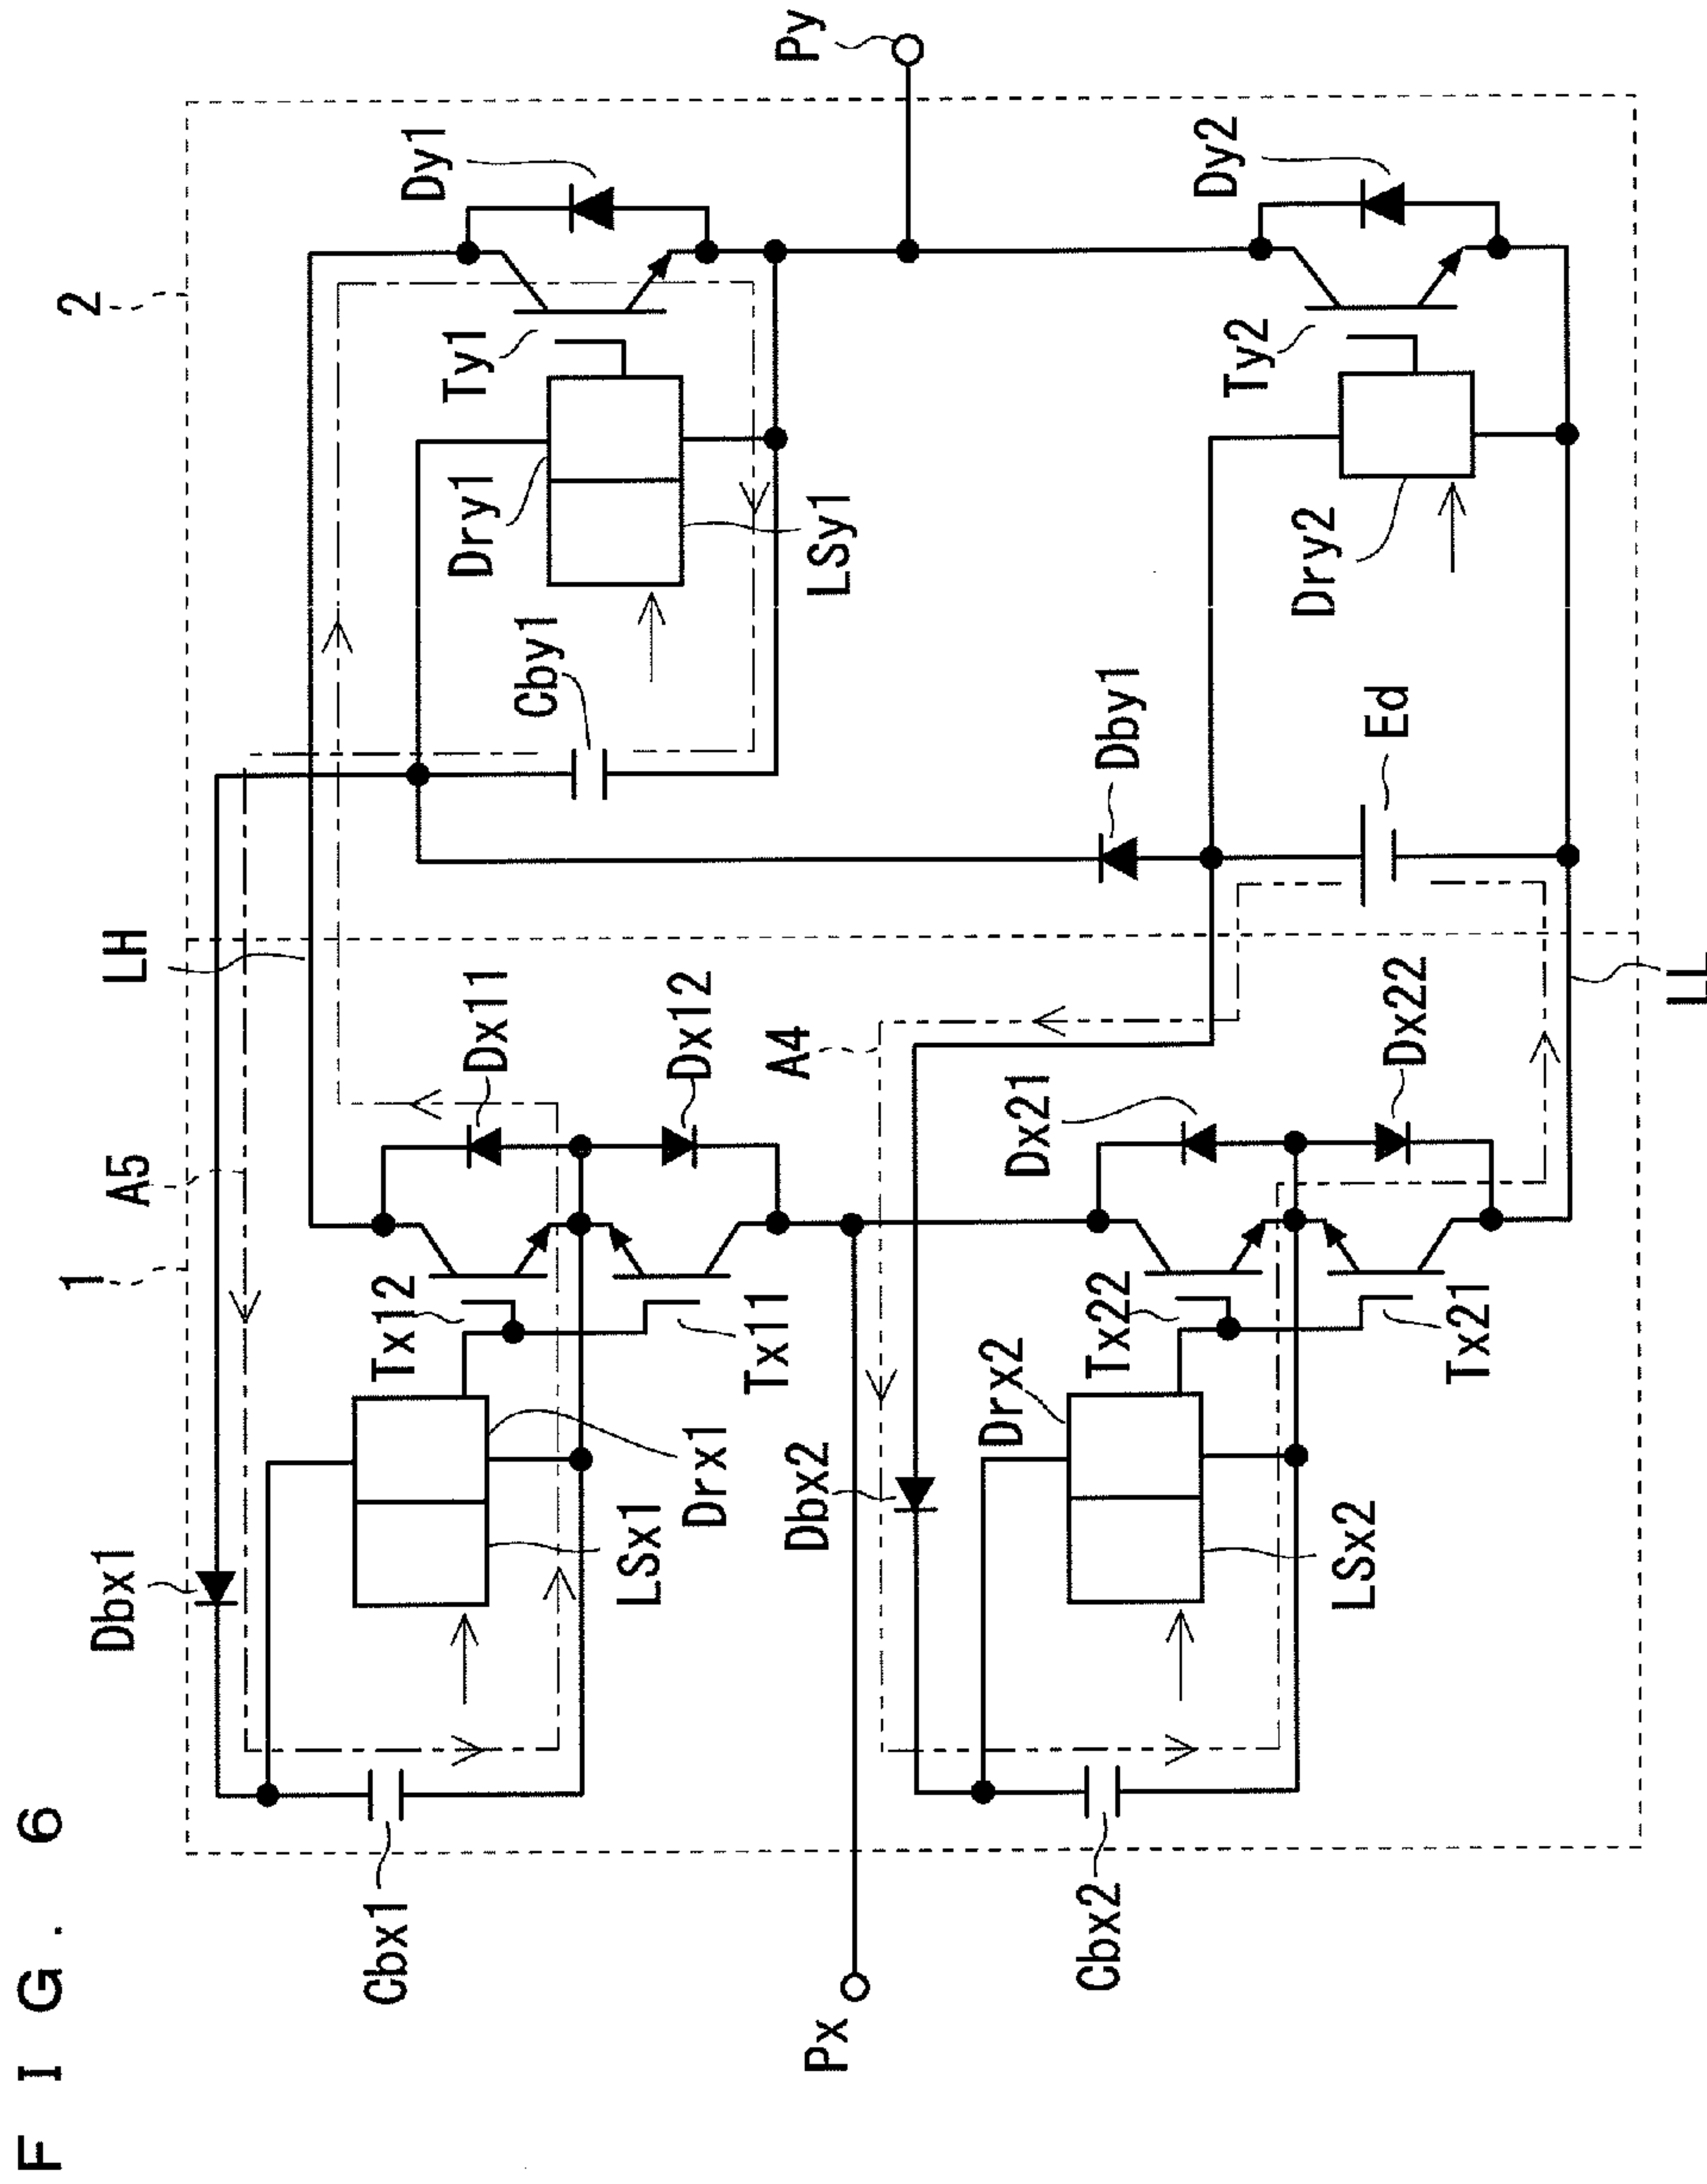 FIG. 6
Px
Py
1
2
A5
A4
LH
LL
Dbx1
Cbx1
LSx1
Drx1
Tx12
Tx11
Dx11
Dx12
Dbx2
Cbx2
LSx2
Drx2
Tx22
Tx21
Dx21
Dx22
Cby1
Dry1
LSy1
Ty1
Dy1
Dby1
Ed
Dry2
Ty2
Dy2